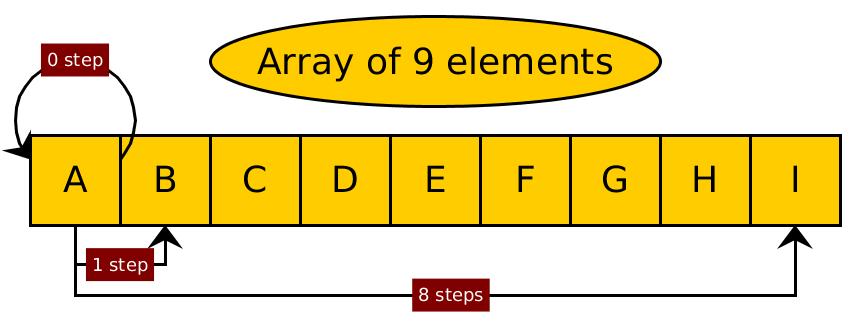 0 step
Array of 9 elements
A B C D E F G H I
1 step
8 steps